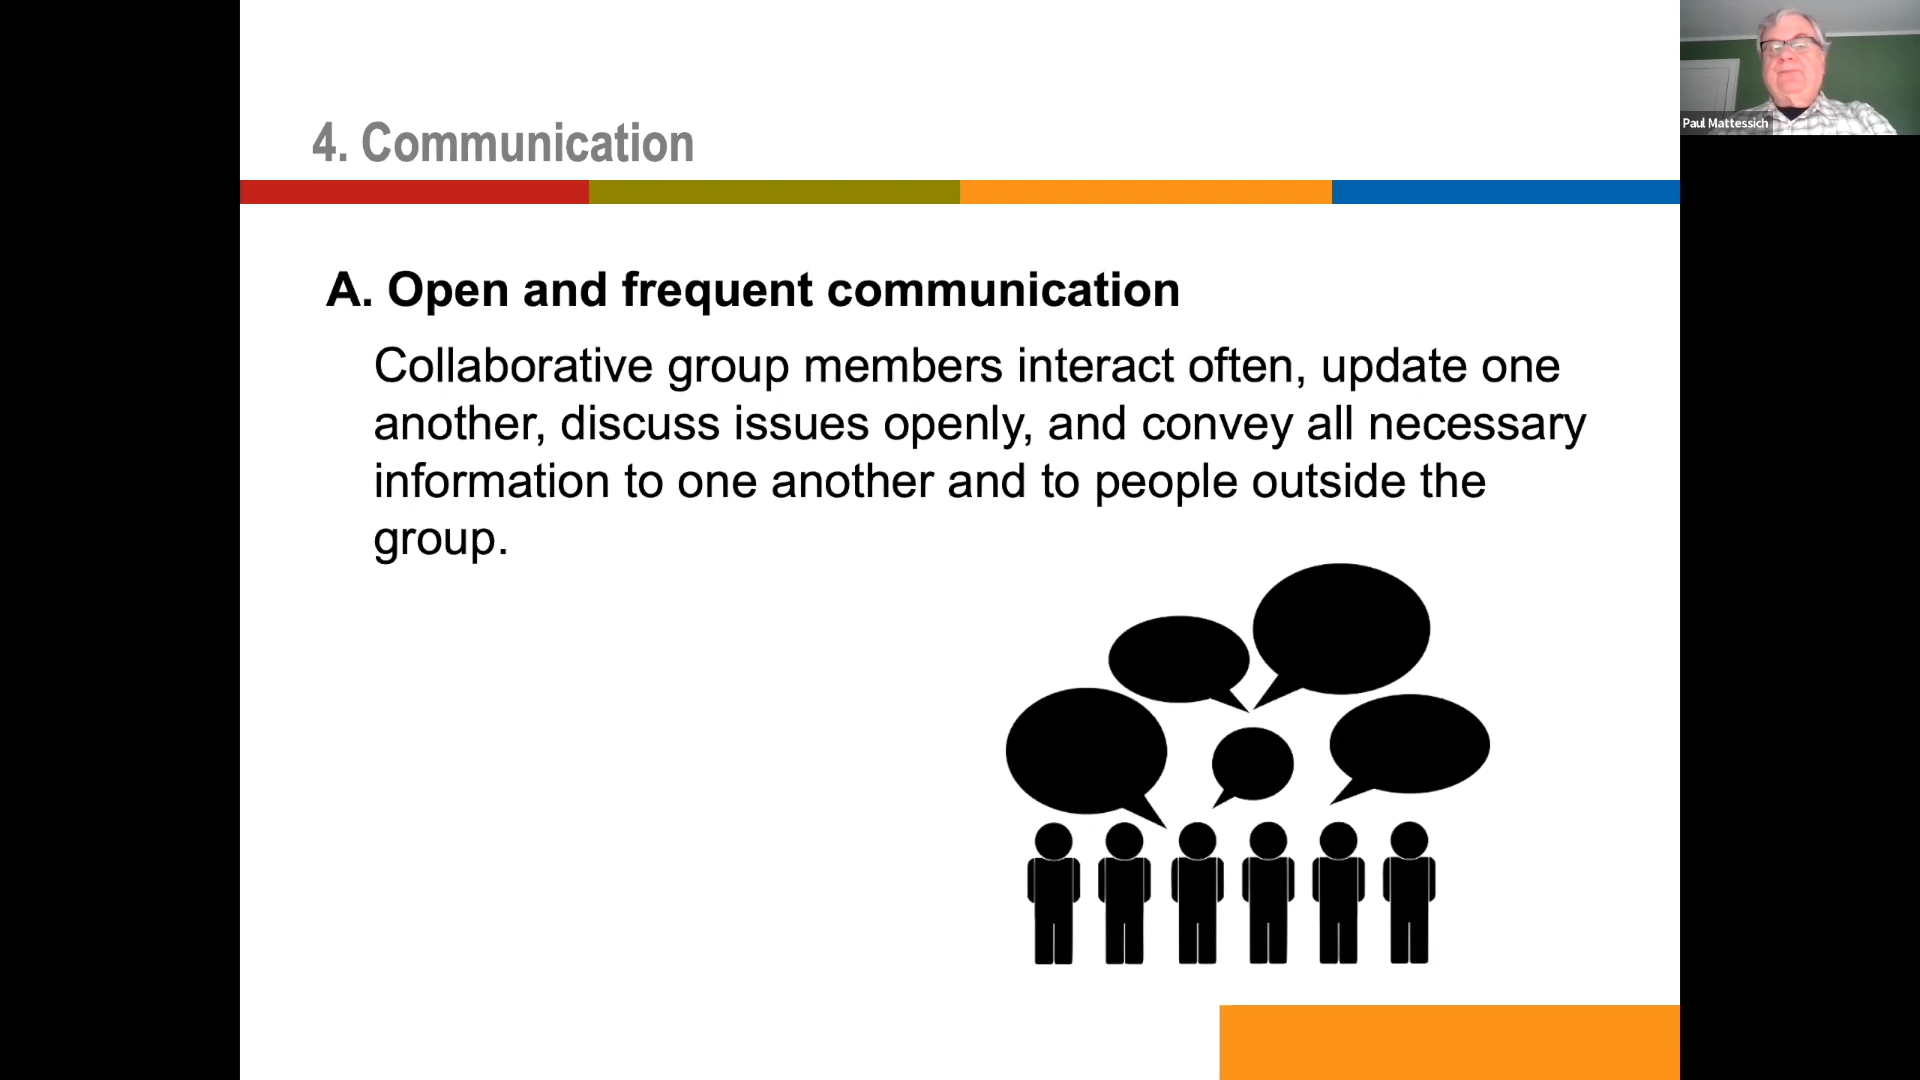 4. Communication
A. Open and frequent communication
Collaborative group members interact often, update one
another, discuss issues openly, and convey all necessary
information to one another and to people outside the
group.
Paul Mattessich